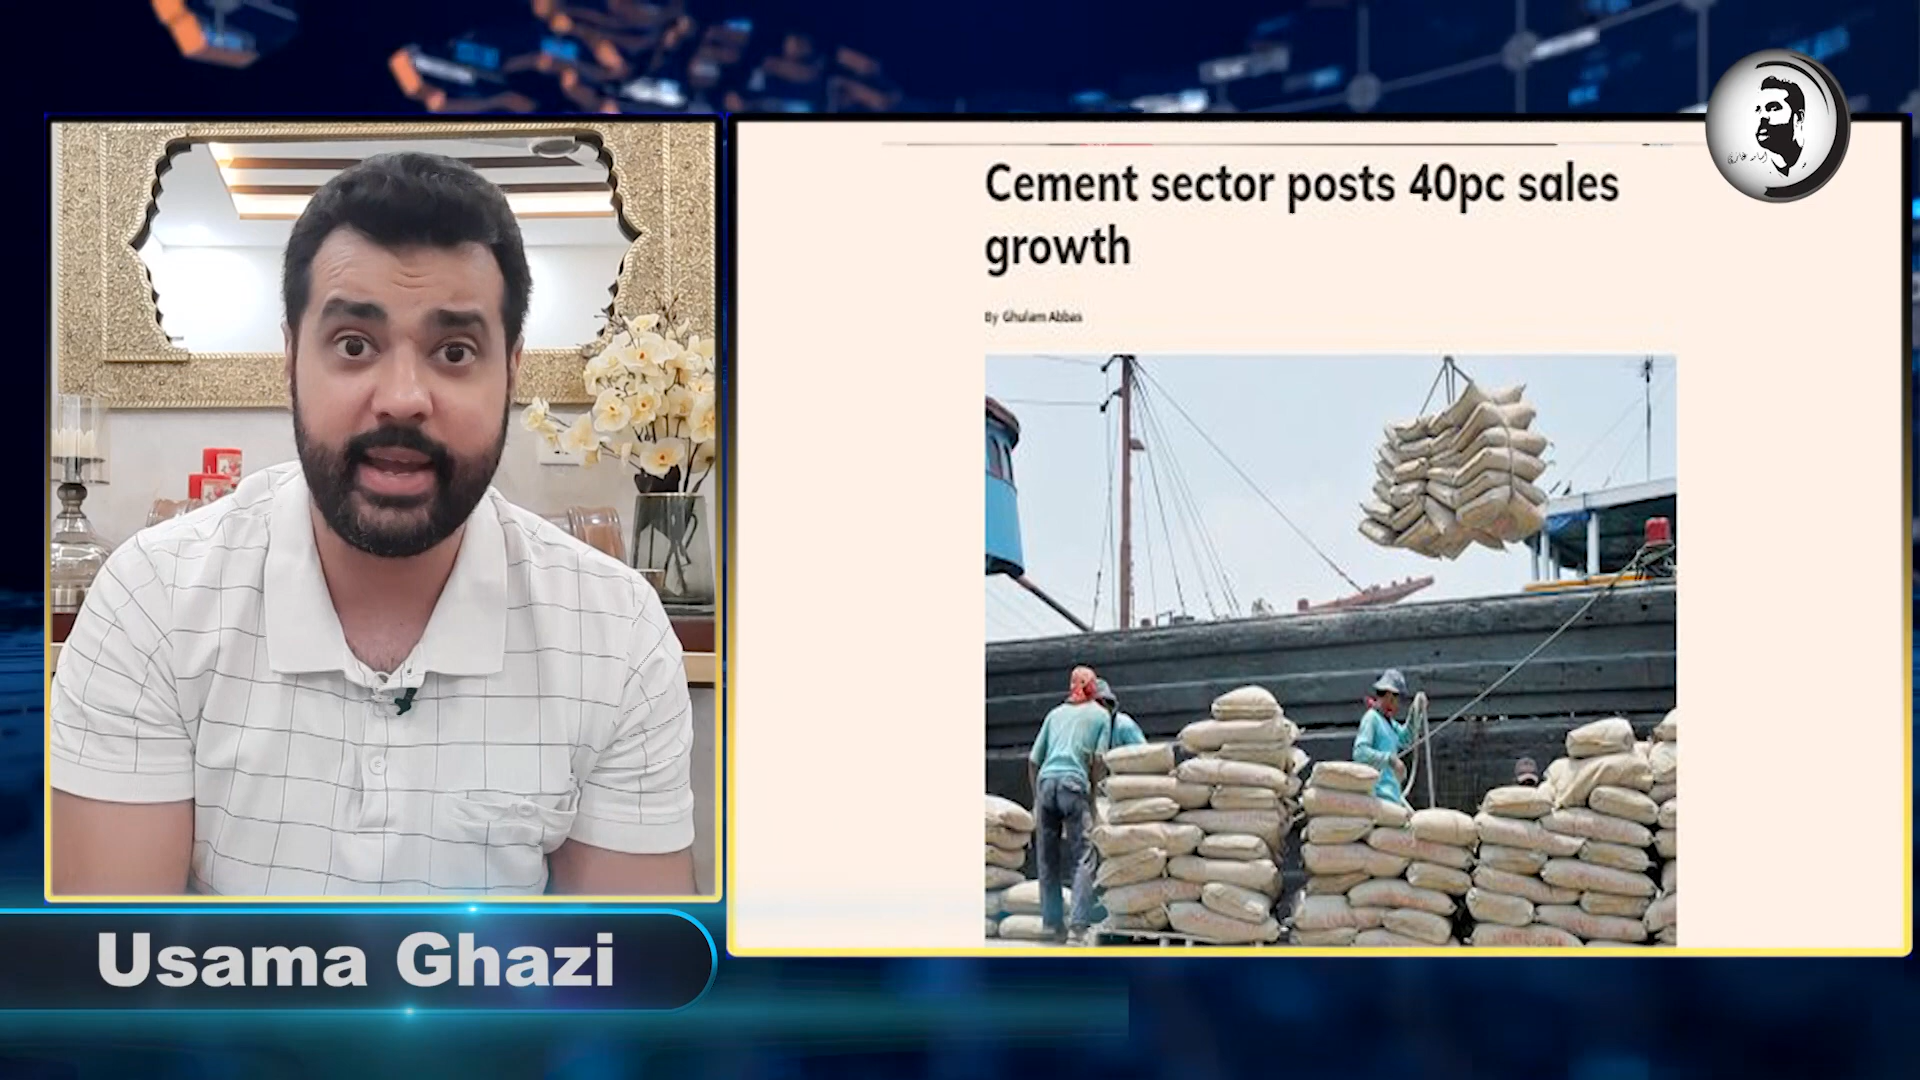 Cement sector posts 40pc sales
growth
By Ghulam Abbas
Usama Ghazi